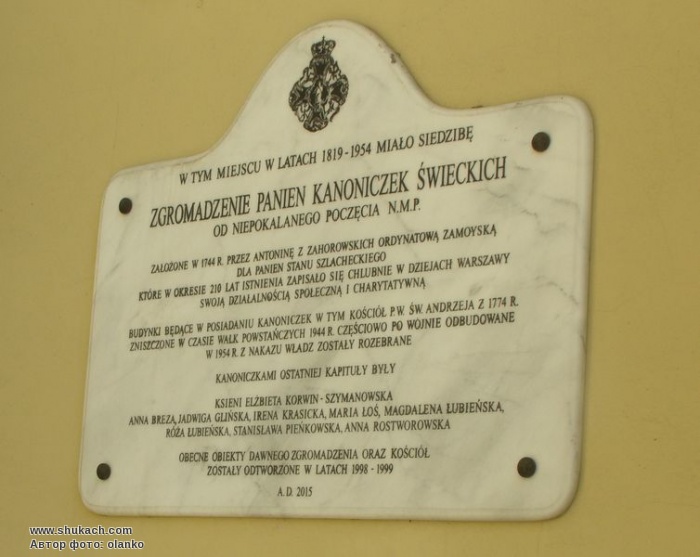 W TYM MIEJSCU W LATACH 1819-1954 MIAŁO SIEDZIBĘ
ZGROMADZENIE PANIEN KANONICZEK ŚWIECKICH
OD NIEPOKALANEGO POCZĘCIA N.M.P.
ZAŁOŻONE W 1744 R. PRZEZ ANTONINĘ Z ZAHOROWSKICH ORDYNATOWĄ ZAMOYSKĄ
DLA PANIEN STANU SZLACHECKIEGO
KTÓRE W OKRESIE 210 LAT ISTNIENIA ZAPISAŁO SIĘ CHLUBNIE W DZIEJACH WARSZAWY
SWOJĄ DZIAŁALNOŚCIĄ SPOŁECZNĄ I CHARYTATYWNĄ
BUDYNKI BĘDĄCE W POSIADANIU KANONICZEK W TYM KOŚCIÓŁ P.W. ŚW. ANDRZEJA Z 1774 R.
ZNISZCZONE W CZASIE WALK POWSTAŃCZYCH 1944 R. CZĘŚCIOWO PO WOJNIE ODBUDOWANE
W 1954 R. Z NAKAZU WŁADZ ZOSTAŁY ROZEBRANE
KANONICZKAMI OSTATNIEJ KAPITUŁY BYŁY
KSIENI ELŻBIETA KORWIN-SZYMANOWSKA
ANNA BREZA, JADWIGA GLIŃSKA, IRENA KRASICKA, MARIA ŁOŚ, MAGDALENA ŁUBIEŃSKA,
RÓŻA ŁUBIEŃSKA, STANISŁAWA PIEŃKOWSKA, ANNA ROSTWOROWSKA
OBECNE OBIEKTY DAWNEGO ZGROMADZENIA ORAZ KOŚCIÓŁ
ZOSTAŁY ODTWORZONE W LATACH 1998-1999
A.D. 2015
www.shukach.com
Автор фото: olanko